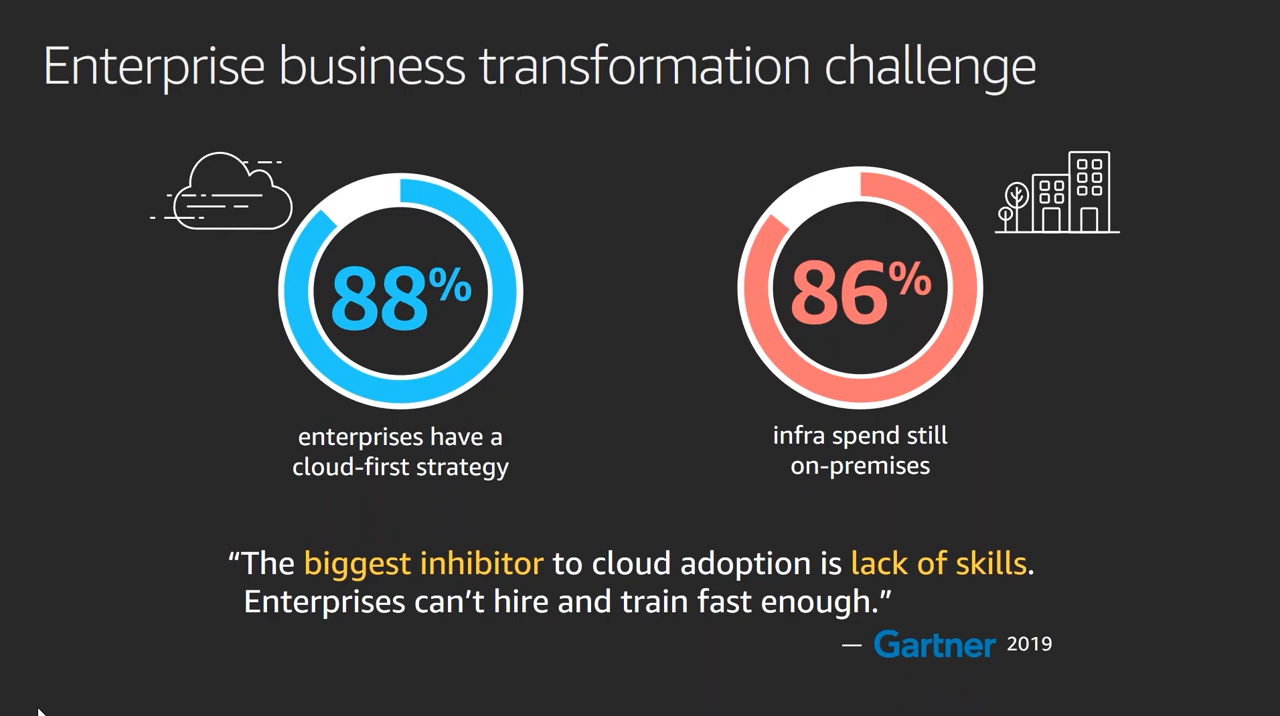 Enterprise business transformation challenge
88%
86%
enterprises have a
cloud-first strategy
infra spend still
on-premises
“The biggest inhibitor to cloud adoption is lack of skills.
Enterprises can’t hire and train fast enough.”
— Gartner 2019